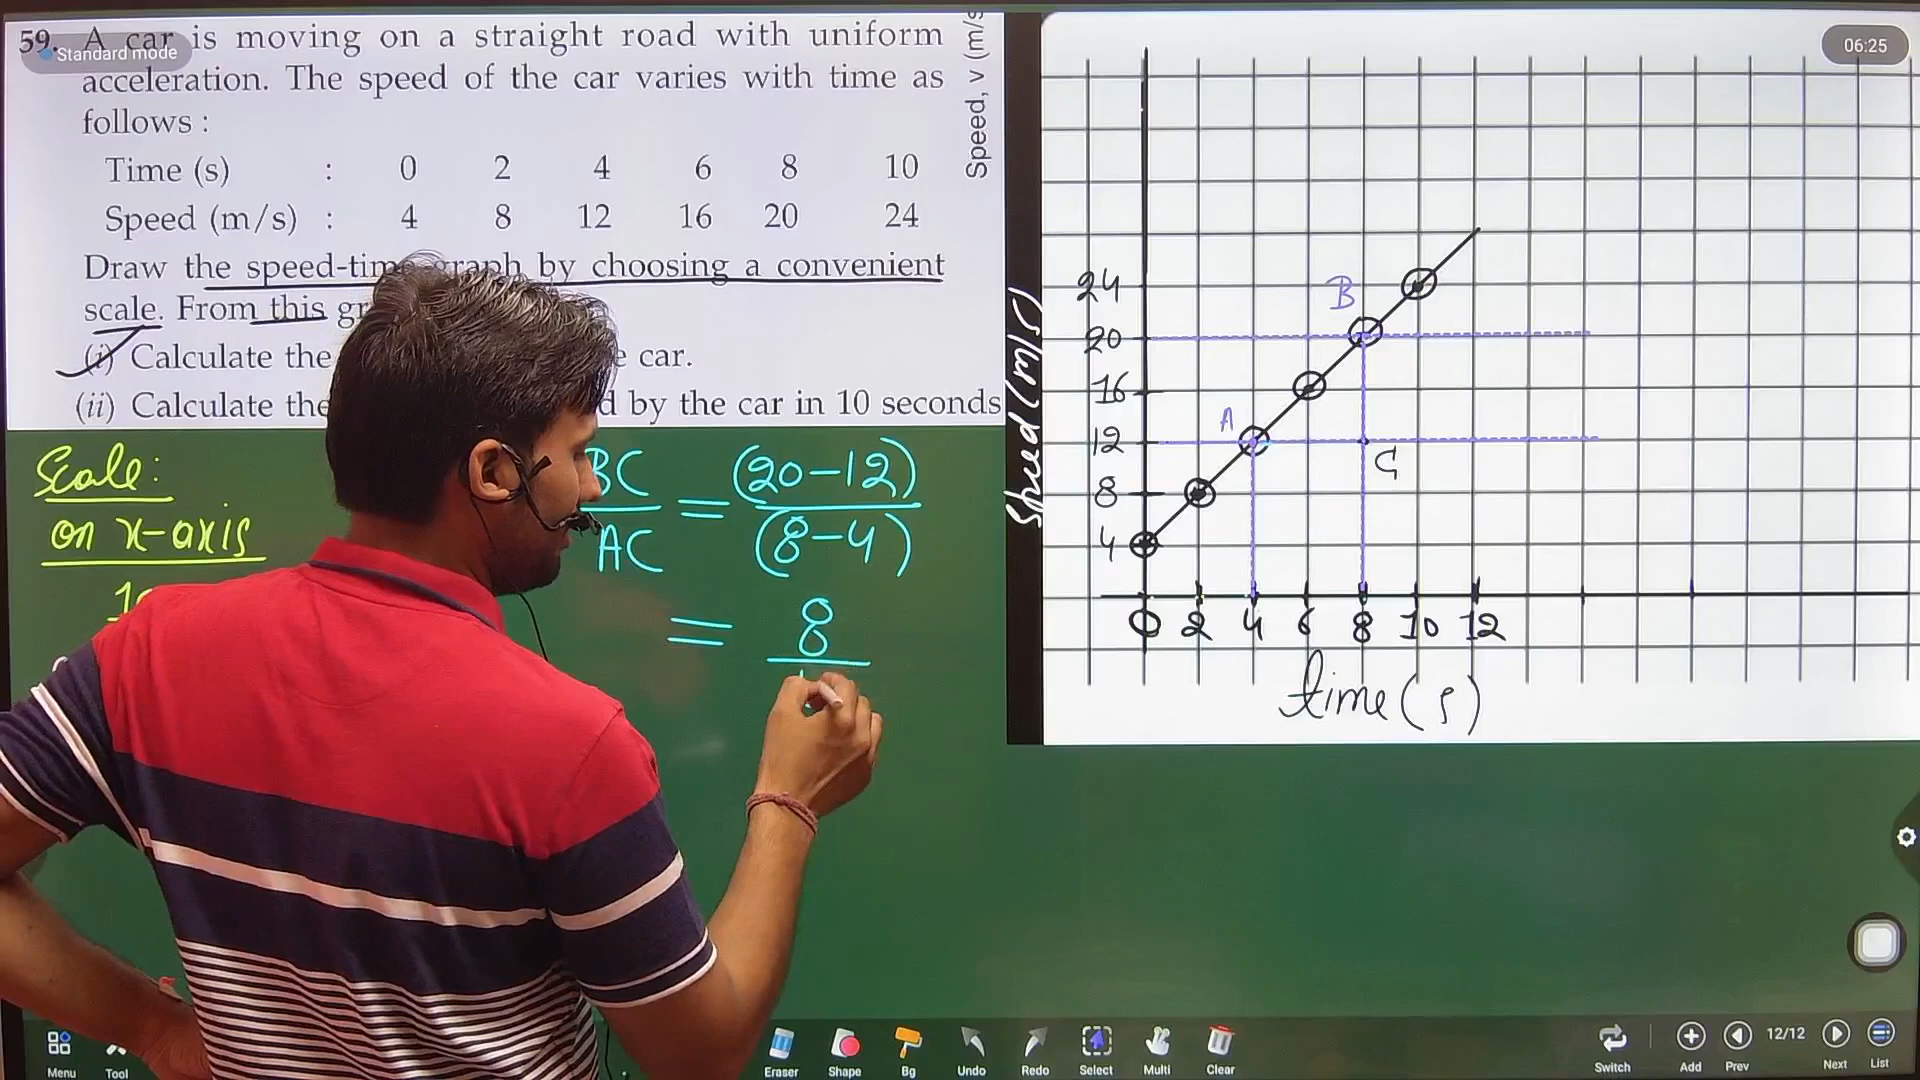 59. A car is moving on a straight road with uniform
Standard mode
acceleration. The speed of the car varies with time as
follows :
Time (s) : 0 2 4 6 8 10
Speed (m/s) : 4 8 12 16 20 24
Draw the speed-time graph by choosing a convenient
scale. From this
(i) Calculate the car.
(ii) Calculate the by the car in 10 seconds
Speed, v (m/s
Scale:
on x-axis
BC/AC = (20-12)/(8-4)
= 8
06:25
Speed (m/s)
24
20
16
12
8
4
A
B
C
0 2 4 6 8 10 12
time (s)
Menu Tool Eraser Shape Bg Undo Redo Select Multi Clear Switch Add Prev 12/12 Next List